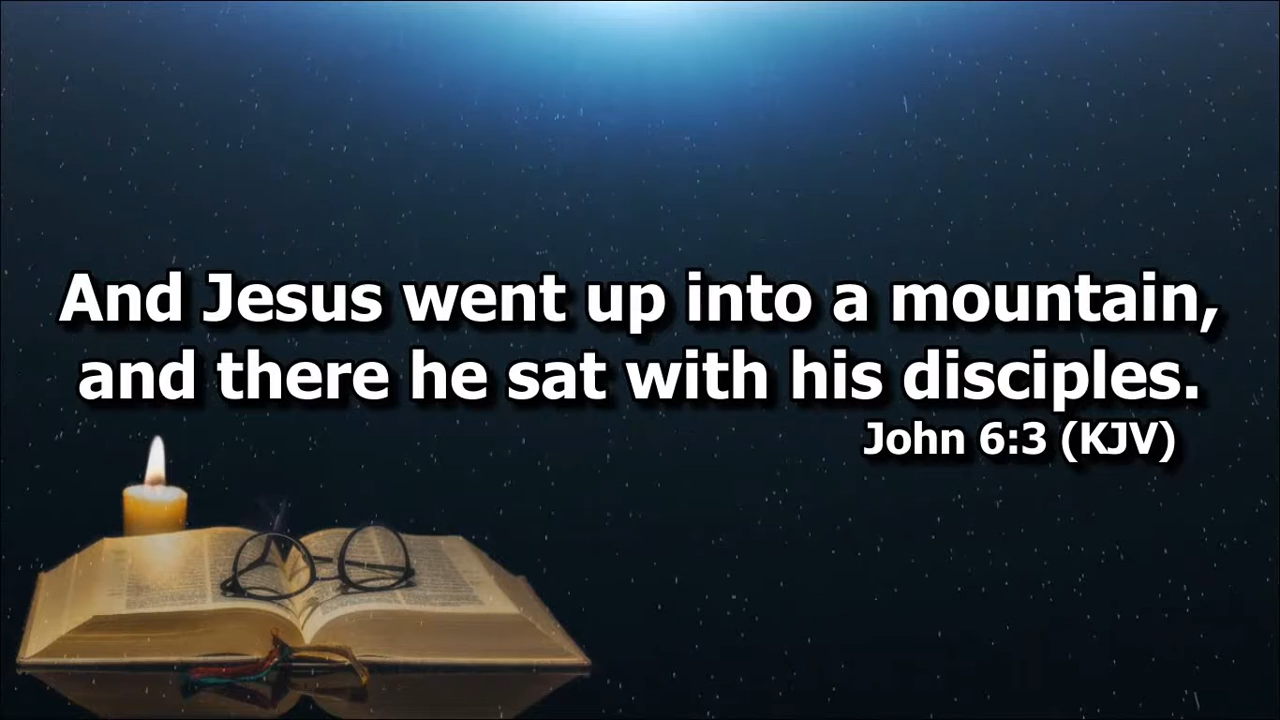 And Jesus went up into a mountain,
and there he sat with his disciples.
John 6:3 (KJV)